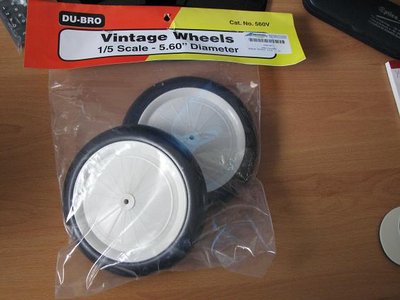 DU-BRO
Cat. No. 560V
Vintage Wheels
1/5 Scale - 5.60" Diameter